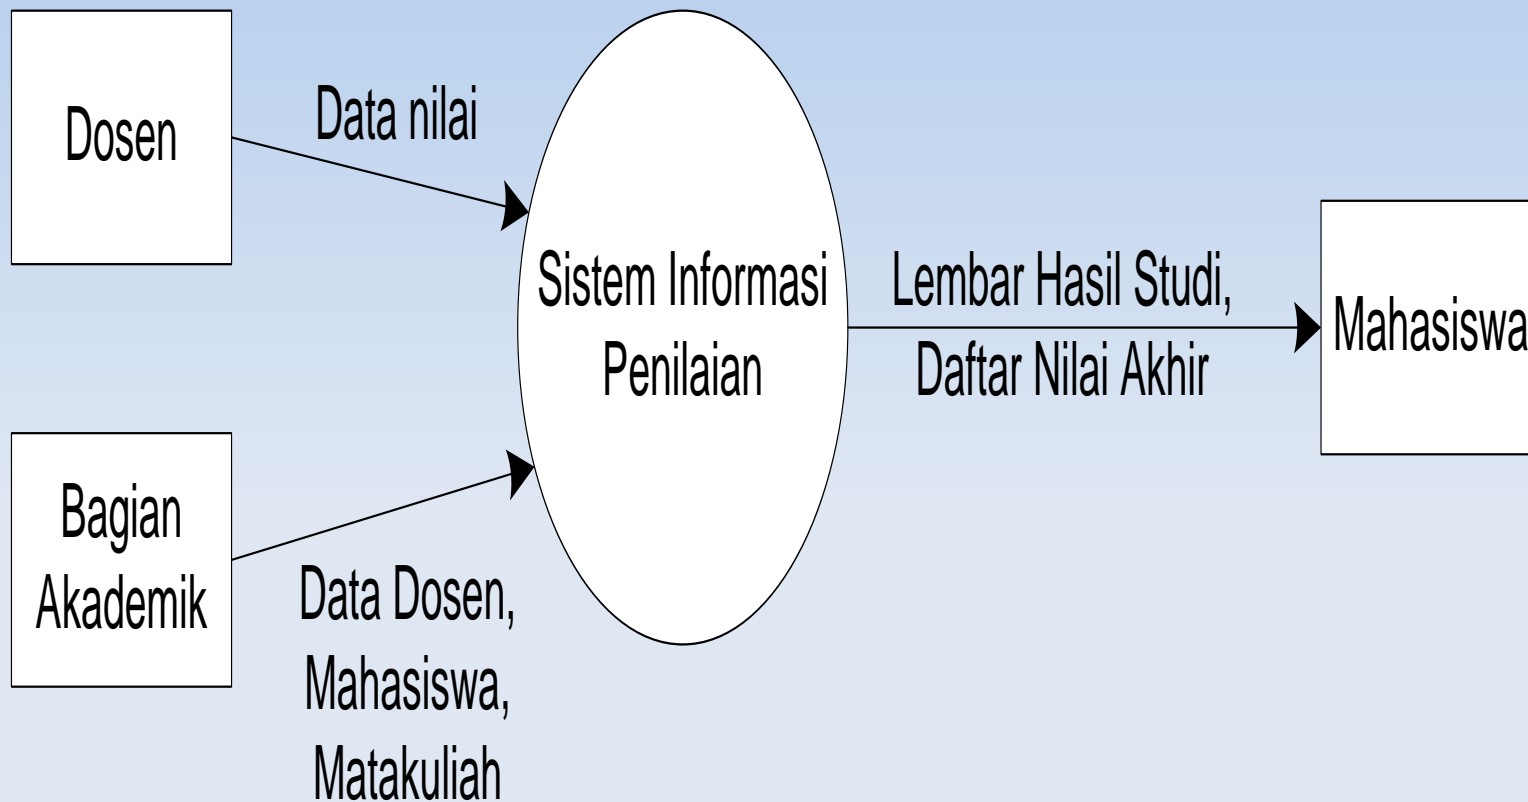 Dosen
Data nilai
Sistem Informasi
Penilaian
Lembar Hasil Studi,
Daftar Nilai Akhir
Mahasiswa
Bagian
Akademik
Data Dosen,
Mahasiswa,
Matakuliah